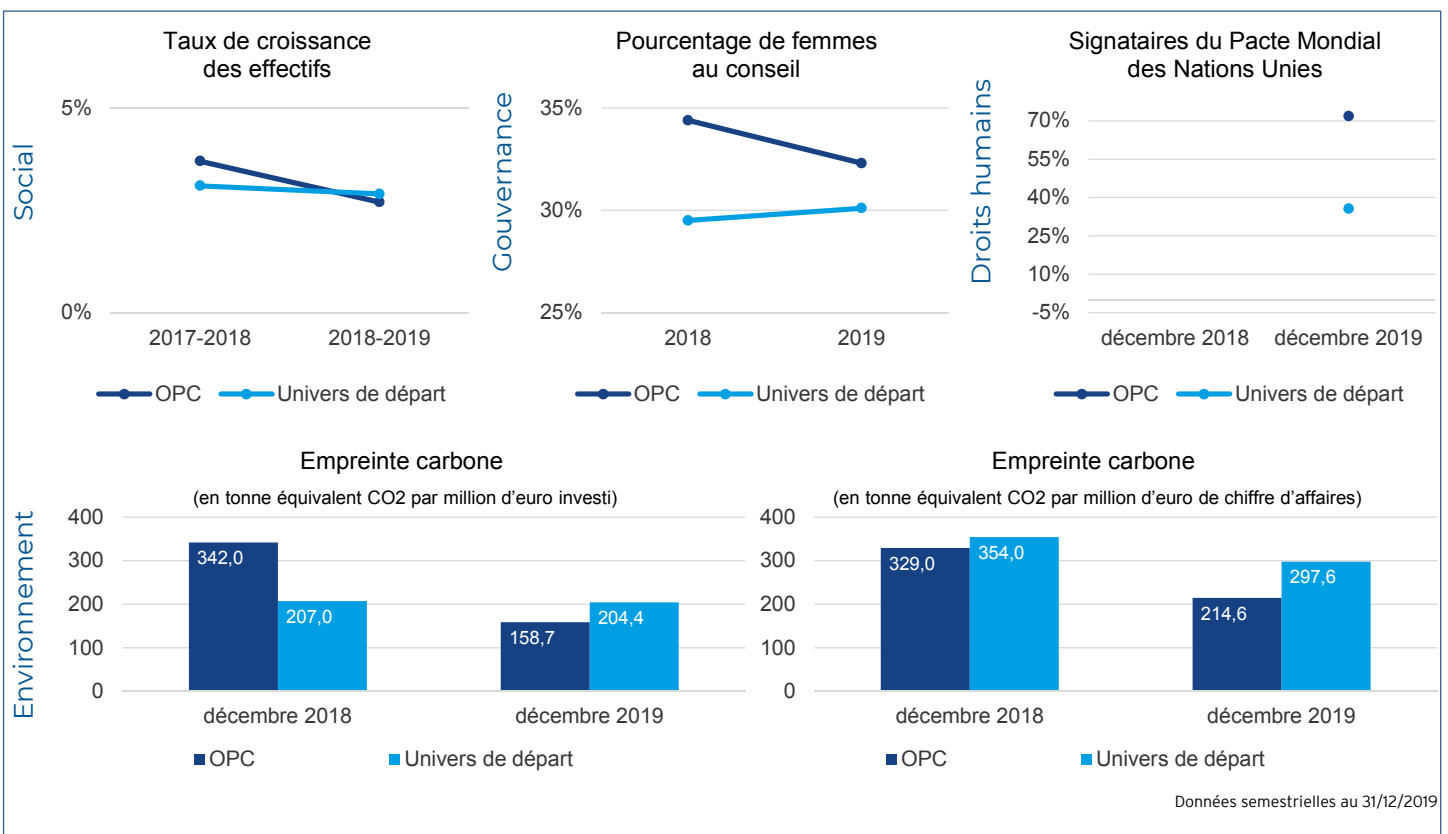 Social
Taux de croissance
des effectifs
5%
0%
2017-2018
2018-2019
OPC
Univers de départ
Gouvernance
Pourcentage de femmes
au conseil
35%
30%
25%
2018
2019
OPC
Univers de départ
Droits humains
Signataires du Pacte Mondial
des Nations Unies
70%
55%
40%
25%
10%
-5%
décembre 2018
décembre 2019
OPC
Univers de départ
Environnement
Empreinte carbone
(en tonne équivalent CO2 par million d'euro investi)
400
300
200
100
0
342,0
207,0
158,7
204,4
décembre 2018
décembre 2019
OPC
Univers de départ
Empreinte carbone
(en tonne équivalent CO2 par million d'euro de chiffre d'affaires)
400
300
200
100
0
329,0
354,0
214,6
297,6
décembre 2018
décembre 2019
OPC
Univers de départ
Données semestrielles au 31/12/2019